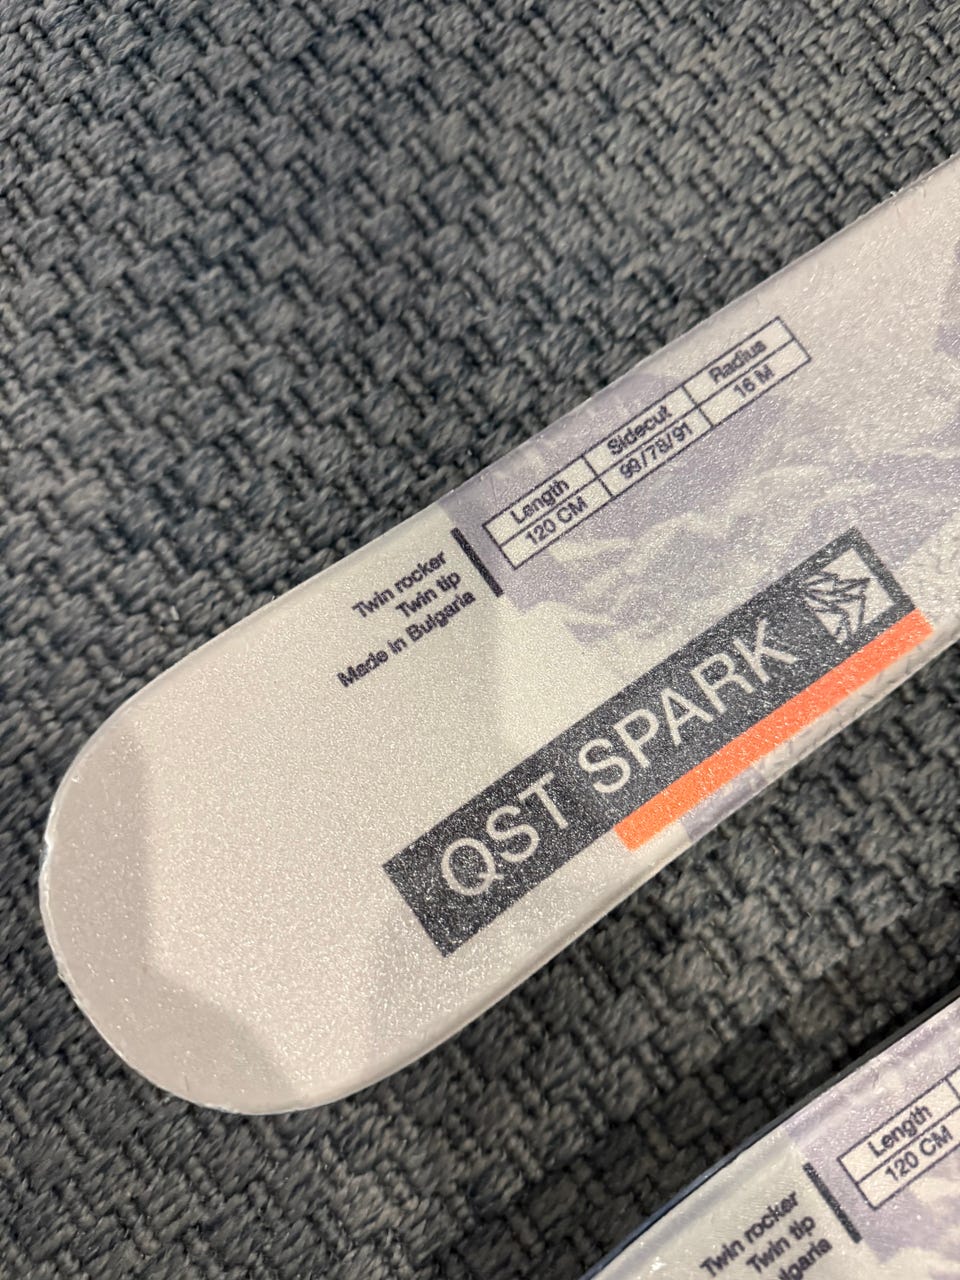 Length Sidecut Radius
120 CM 99/78/91 16 M
Twin rocker
Twin tip
Made in Bulgaria
QST SPARK
Length
120 CM
Twin rocker
Twin tip
lgaria